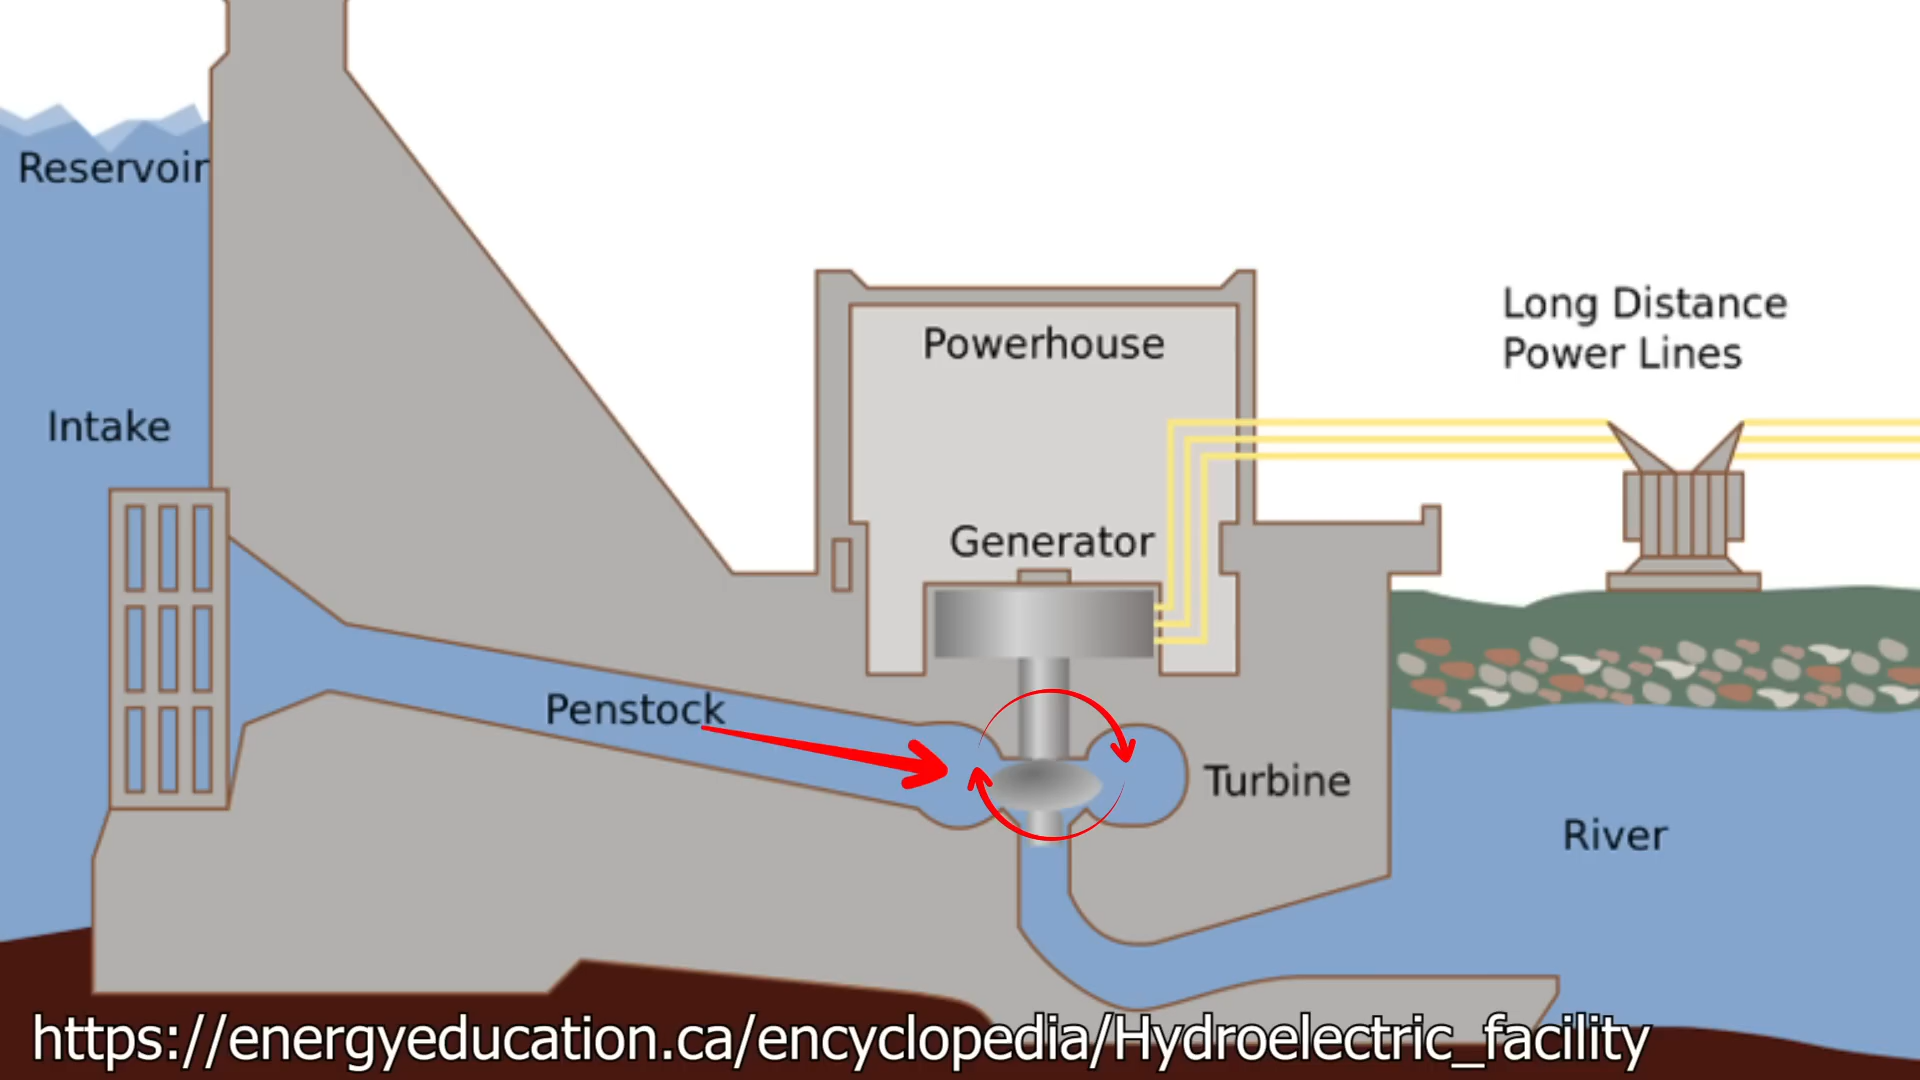 Reservoir
Intake
Powerhouse
Long Distance
Power Lines
Generator
Penstock
Turbine
River
https://energyeducation.ca/encyclopedia/Hydroelectric_facility